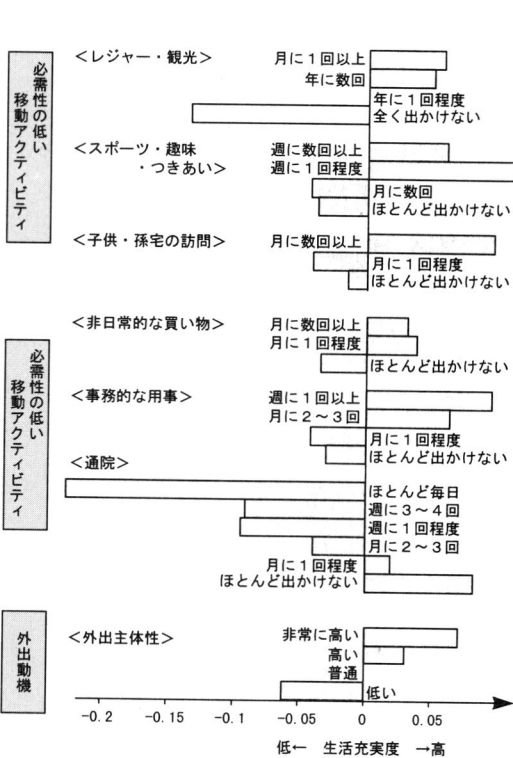 必需性の低い
移動アクティビティ
＜レジャー・観光＞
月に１回以上
年に数回
年に１回程度
全く出かけない
＜スポーツ・趣味
・つきあい＞
週に数回以上
週に１回程度
月に数回
ほとんど出かけない
＜子供・孫宅の訪問＞
月に数回以上
月に１回程度
ほとんど出かけない
必需性の低い
移動アクティビティ
＜非日常的な買い物＞
月に数回以上
月に１回程度
ほとんど出かけない
＜事務的な用事＞
週に１回以上
月に２～３回
月に１回程度
ほとんど出かけない
＜通院＞
ほとんど毎日
週に３～４回
週に１回程度
月に２～３回
月に１回程度
ほとんど出かけない
外出動機
＜外出主体性＞
非常に高い
高い
普通
低い
-0.2 -0.15 -0.1 -0.05 0 0.05
低← 生活充実度 →高